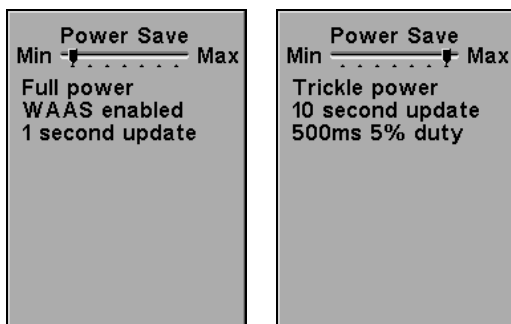 Power Save
Min Max
Full power
WAAS enabled
1 second update
Power Save
Min Max
Trickle power
10 second update
500ms 5% duty